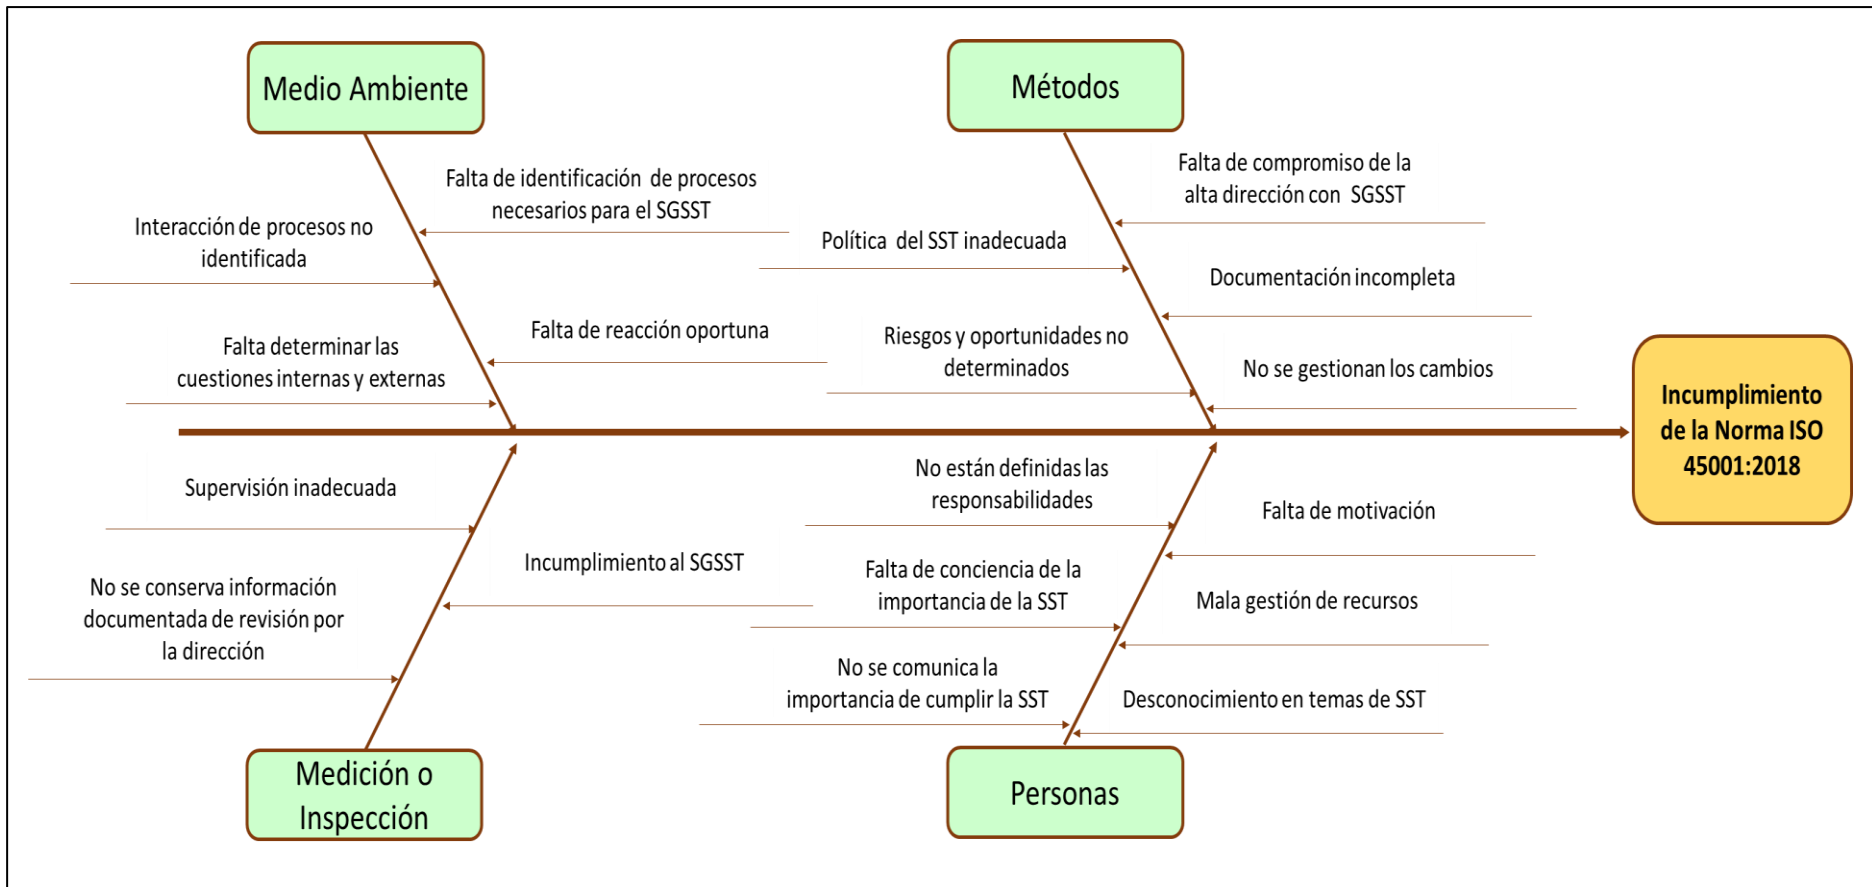 Medio Ambiente
Métodos
Falta de identificación de procesos
necesarios para el SGSST
Interacción de procesos no
identificada
Falta de reacción oportuna
Falta determinar las
cuestiones internas y externas
Falta de compromiso de la
alta dirección con SGSST
Política del SST inadecuada
Documentación incompleta
Riesgos y oportunidades no
determinados
No se gestionan los cambios
Incumplimiento
de la Norma ISO
45001:2018
Supervisión inadecuada
Incumplimiento al SGSST
No se conserva información
documentada de revisión por
la dirección
No están definidas las
responsabilidades
Falta de motivación
Falta de conciencia de la
importancia de la SST
Mala gestión de recursos
No se comunica la
importancia de cumplir la SST
Desconocimiento en temas de SST
Medición o
Inspección
Personas